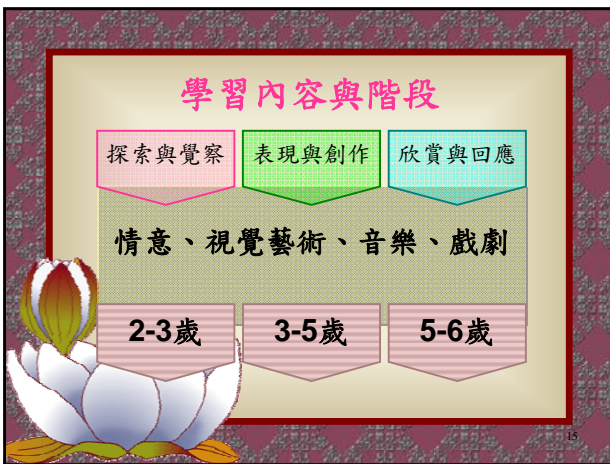 學習內容與階段
探索與覺察 表現與創作 欣賞與回應
情意、視覺藝術、音樂、戲劇
2-3歲 3-5歲 5-6歲
15